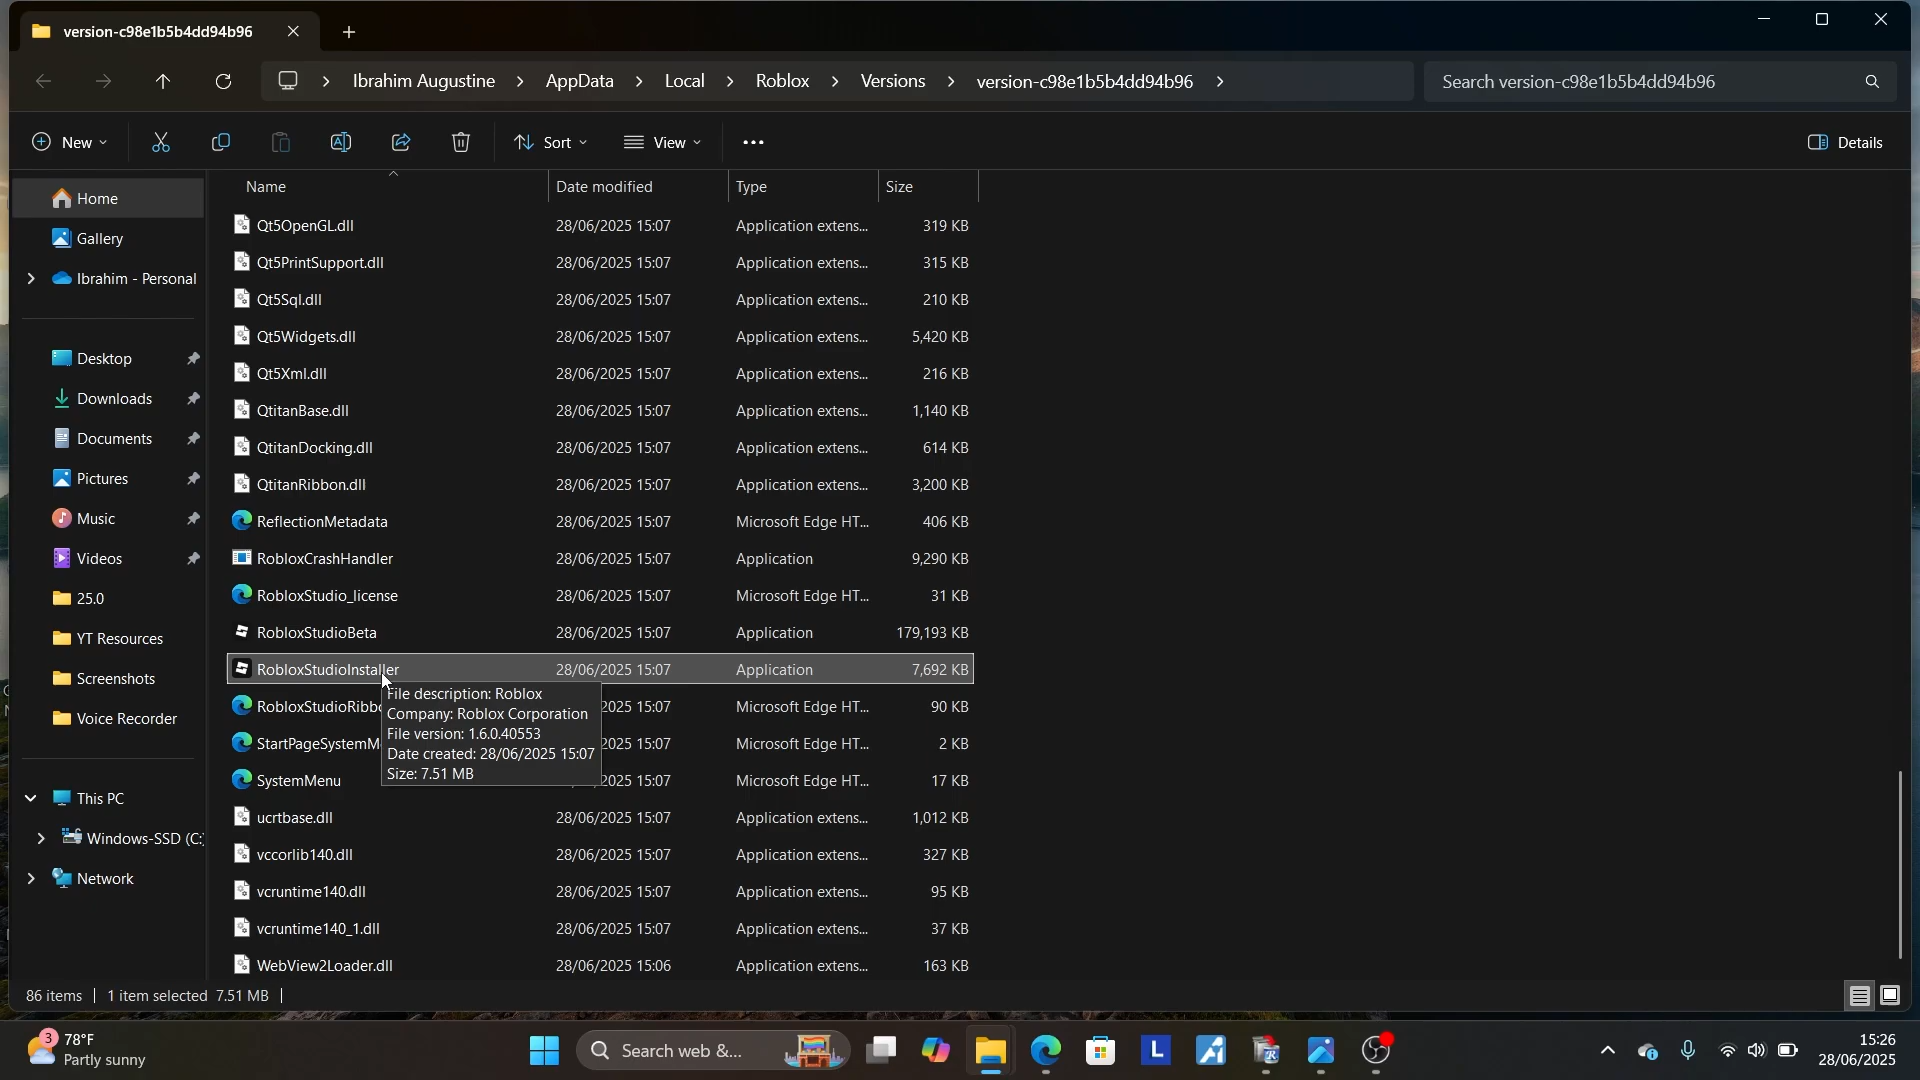 version-c98e1b5b4dd94b96
Ibrahim Augustine > AppData > Local > Roblox > Versions > version-c98e1b5b4dd94b96 >
Search version-c98e1b5b4dd94b96
New
Sort
View
Details
Name Date modified Type Size
Home
Gallery
Ibrahim - Personal
Desktop
Downloads
Documents
Pictures
Music
Videos
25.0
YT Resources
Screenshots
Voice Recorder
This PC
Windows-SSD (C:)
Network
Qt5OpenGL.dll 28/06/2025 15:07 Application extens... 319 KB
Qt5PrintSupport.dll 28/06/2025 15:07 Application extens... 315 KB
Qt5Sql.dll 28/06/2025 15:07 Application extens... 210 KB
Qt5Widgets.dll 28/06/2025 15:07 Application extens... 5,420 KB
Qt5Xml.dll 28/06/2025 15:07 Application extens... 216 KB
QtitanBase.dll 28/06/2025 15:07 Application extens... 1,140 KB
QtitanDocking.dll 28/06/2025 15:07 Application extens... 614 KB
QtitanRibbon.dll 28/06/2025 15:07 Application extens... 3,200 KB
ReflectionMetadata 28/06/2025 15:07 Microsoft Edge HT... 406 KB
RobloxCrashHandler 28/06/2025 15:07 Application 9,290 KB
RobloxStudio_license 28/06/2025 15:07 Microsoft Edge HT... 31 KB
RobloxStudioBeta 28/06/2025 15:07 Application 179,193 KB
RobloxStudioInstaller 28/06/2025 15:07 Application 7,692 KB
RobloxStudioRibbo 2025 15:07 Microsoft Edge HT... 90 KB
StartPageSystemM 2025 15:07 Microsoft Edge HT... 2 KB
SystemMenu 2025 15:07 Microsoft Edge HT... 17 KB
ucrtbase.dll 28/06/2025 15:07 Application extens... 1,012 KB
vccorlib140.dll 28/06/2025 15:07 Application extens... 327 KB
vcruntime140.dll 28/06/2025 15:07 Application extens... 95 KB
vcruntime140_1.dll 28/06/2025 15:07 Application extens... 37 KB
WebView2Loader.dll 28/06/2025 15:06 Application extens... 163 KB
File description: Roblox
Company: Roblox Corporation
File version: 1.6.0.40553
Date created: 28/06/2025 15:07
Size: 7.51 MB
86 items 1 item selected 7.51 MB
3
78°F
Partly sunny
Search web &...
L
R
15:26
28/06/2025